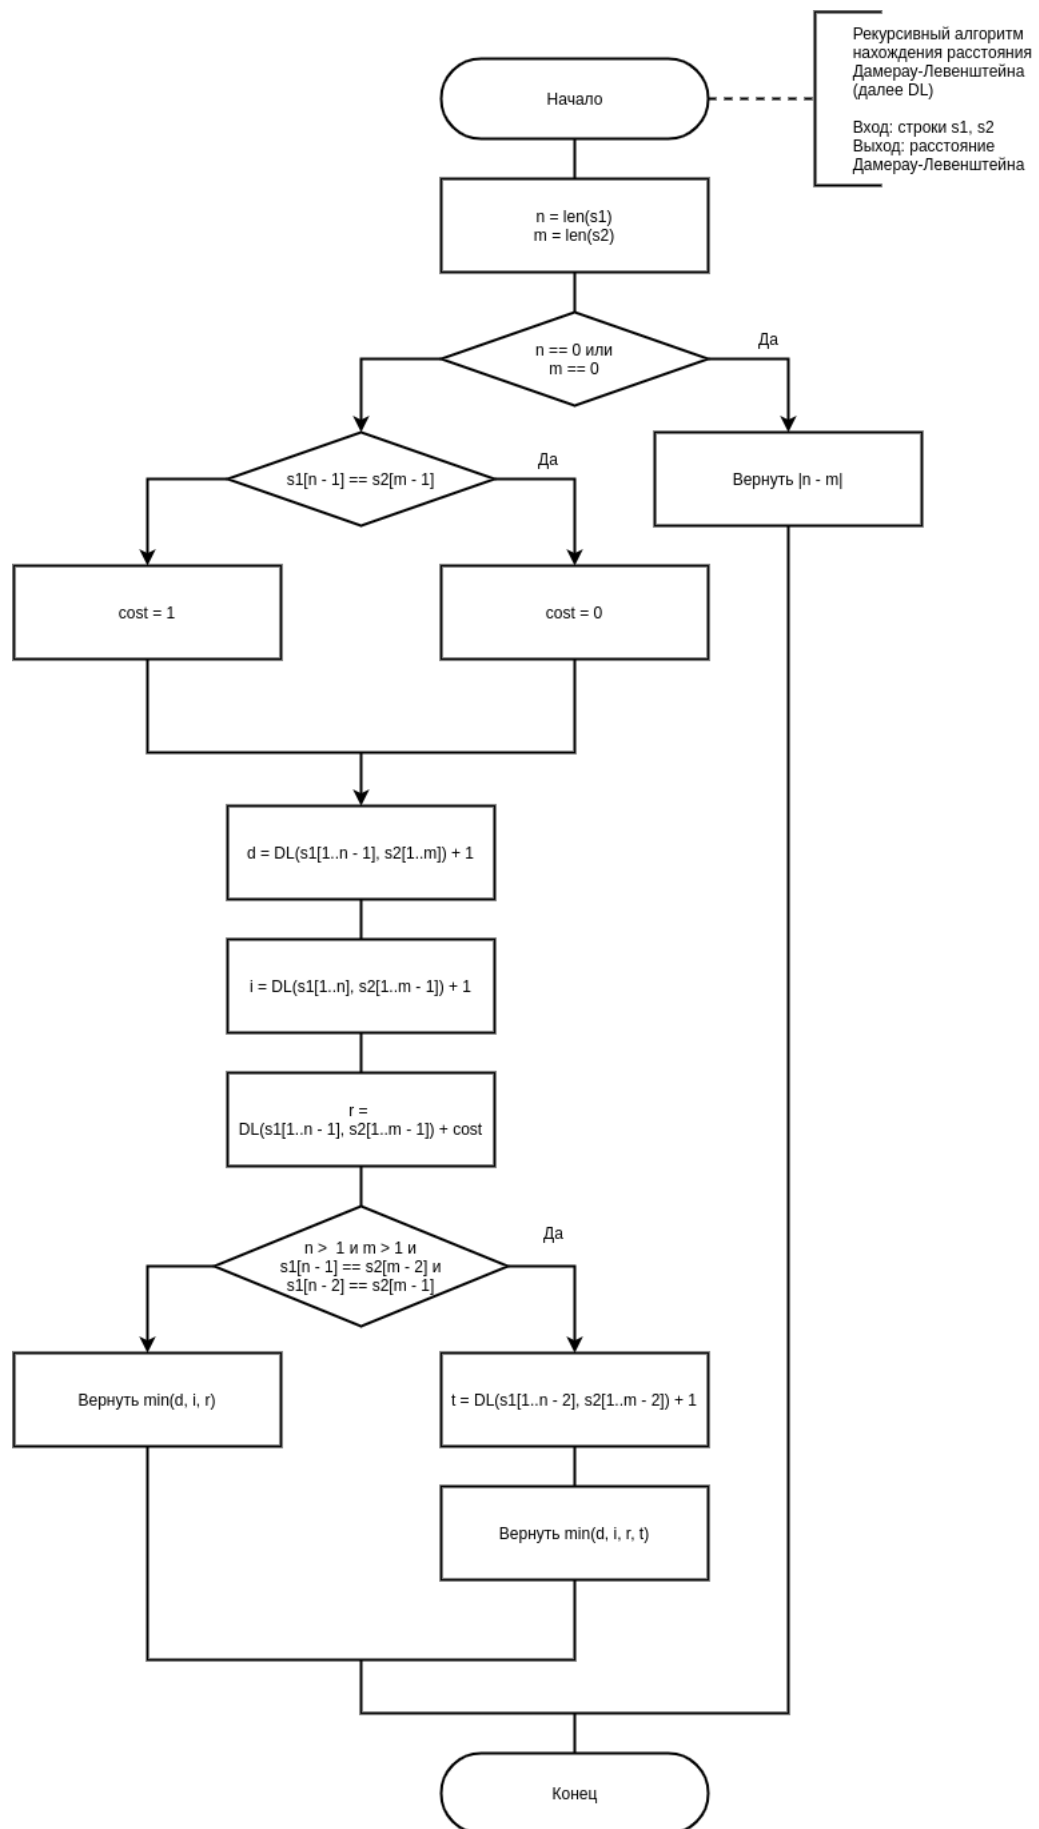 Рекурсивный алгоритм
нахождения расстояния
Дамерау-Левенштейна
(далее DL)
Вход: строки s1, s2
Выход: расстояние
Дамерау-Левенштейна
Начало
n = len(s1)
m = len(s2)
n == 0 или
m == 0
Да
s1[n - 1] == s2[m - 1]
Да
Вернуть |n - m|
cost = 1
cost = 0
d = DL(s1[1..n - 1], s2[1..m]) + 1
i = DL(s1[1..n], s2[1..m - 1]) + 1
r =
DL(s1[1..n - 1], s2[1..m - 1]) + cost
n > 1 и m > 1 и
s1[n - 1] == s2[m - 2] и
s1[n - 2] == s2[m - 1]
Да
Вернуть min(d, i, r)
t = DL(s1[1..n - 2], s2[1..m - 2]) + 1
Вернуть min(d, i, r, t)
Конец